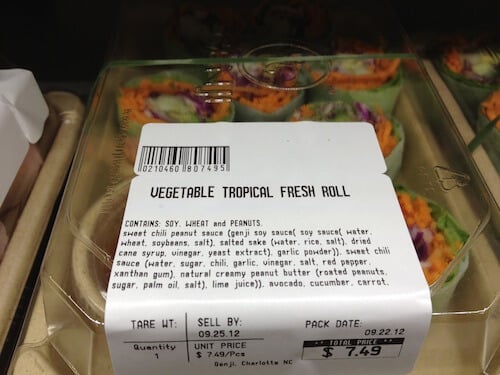 0210460 807495
VEGETABLE TROPICAL FRESH ROLL
CONTAINS: SOY, WHEAT and PEANUTS.
sweet chili peanut sauce (genji soy sauce( soy sauce( water,
wheat, soybeans, salt), salted sake (water, rice, salt), dried
cane syrup, vinegar, yeast extract), garlic powder)), sweet chili
sauce (water, sugar, chili, garlic, vinegar, salt, red pepper,
xanthan gum), natural creamy peanut butter (roated peanuts,
sugar, palm oil, salt), lime juice)), avocado, cucumber, carrot,
TARE WT: SELL BY: PACK DATE:
09.25.12 09.22.12
Quantity UNIT PRICE ** TOTAL PRICE **
1 $ 7.49/Pcs $ 7.49
Genji, Charlotte NC